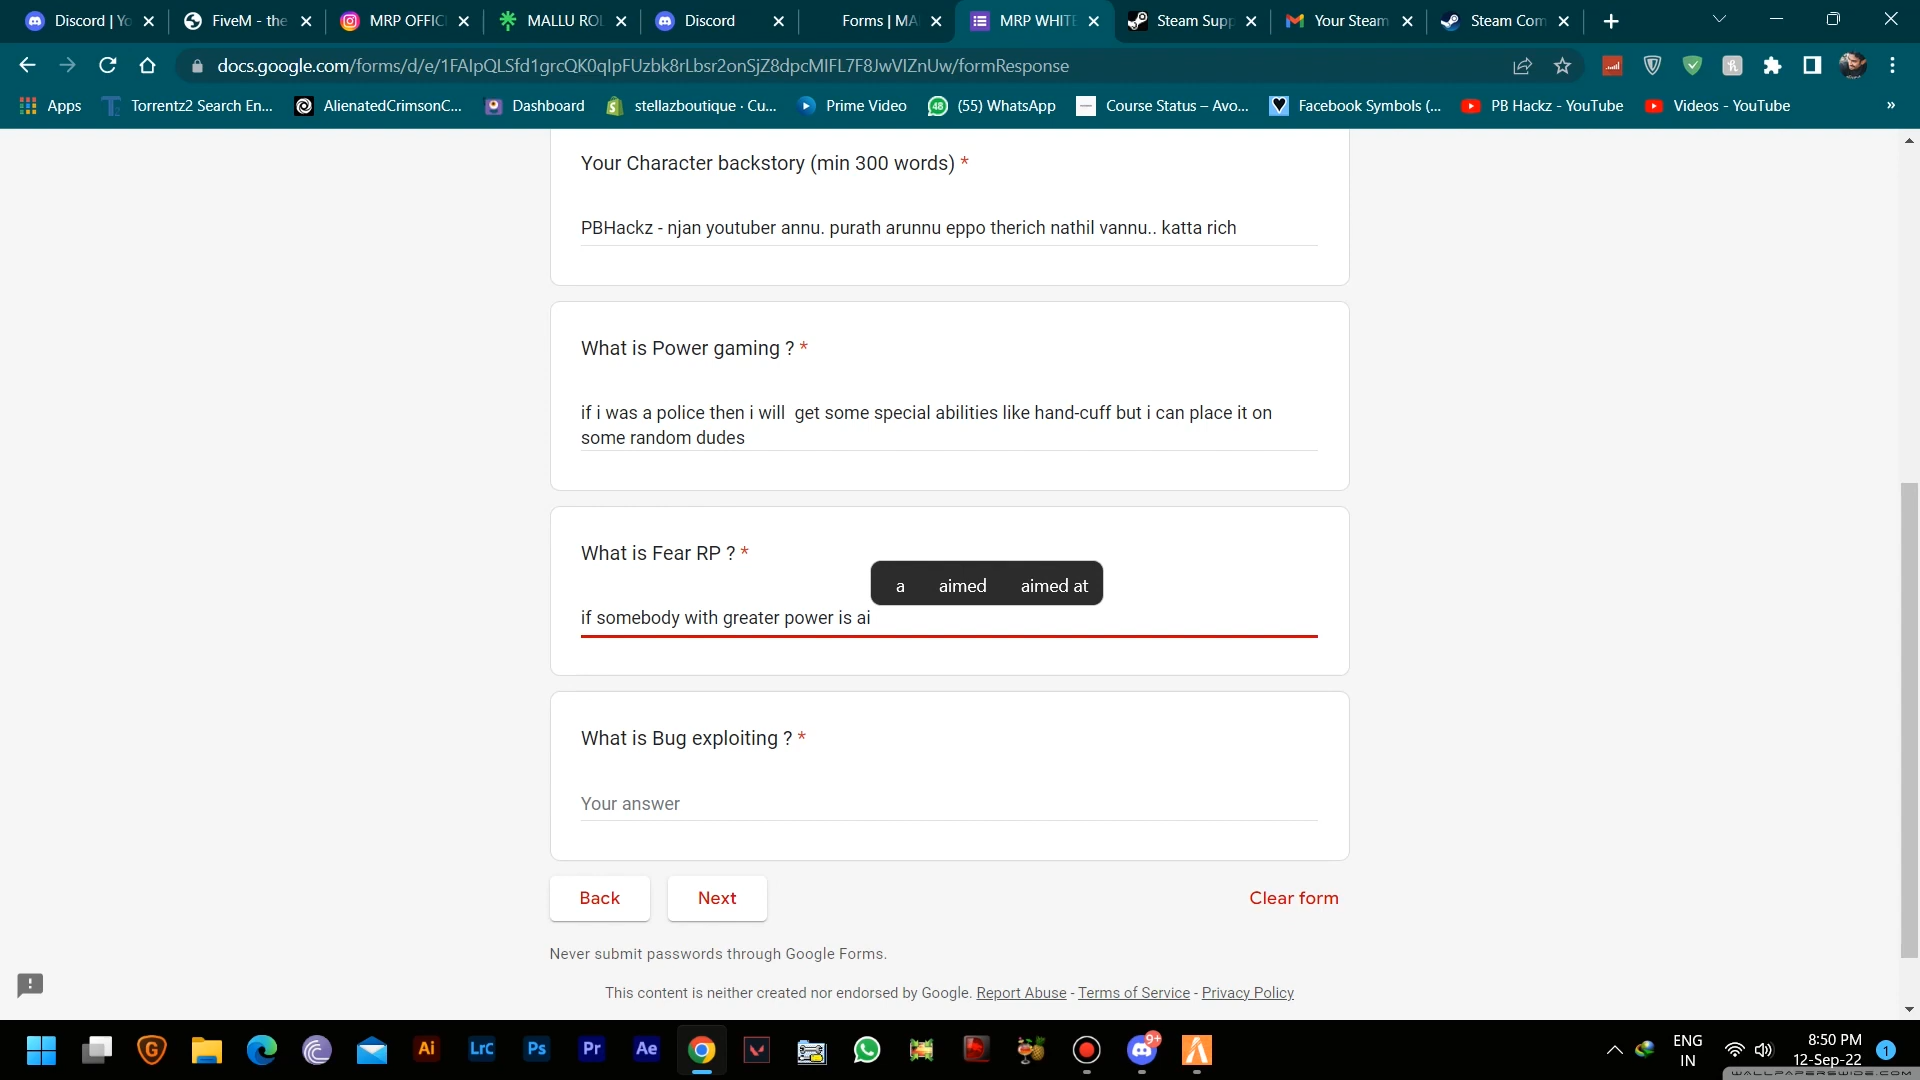 Discord | Yo
FiveM - the
MRP OFFIC
MALLU ROL
Discord
Forms | MA
MRP WHITE
Steam Supp
Your Steam
Steam Com
docs.google.com/forms/d/e/1FAIpQLSfd1grcQK0qIpFUzbk8rLbsr2onSjZ8dpcMIFL7F8JwVIZnUw/formResponse
Apps
Torrentz2 Search En...
AlienatedCrimsonC...
Dashboard
stellazboutique · Cu...
Prime Video
(55) WhatsApp
Course Status – Avo...
Facebook Symbols (...
PB Hackz - YouTube
Videos - YouTube
»
Your Character backstory (min 300 words) *
PBHackz - njan youtuber annu. purath arunnu eppo therich nathil vannu.. katta rich
What is Power gaming ? *
if i was a police then i will  get some special abilities like hand-cuff but i can place it on
some random dudes
What is Fear RP ? *
a aimed aimed at
if somebody with greater power is ai
What is Bug exploiting ? *
Your answer
Back
Next
Clear form
Never submit passwords through Google Forms.
This content is neither created nor endorsed by Google. Report Abuse - Terms of Service - Privacy Policy
Ai
LrC
Ps
Pr
Ae
9+
ENG
IN
8:50 PM
12-Sep-22
1
WALLPAPERSWIDE.COM